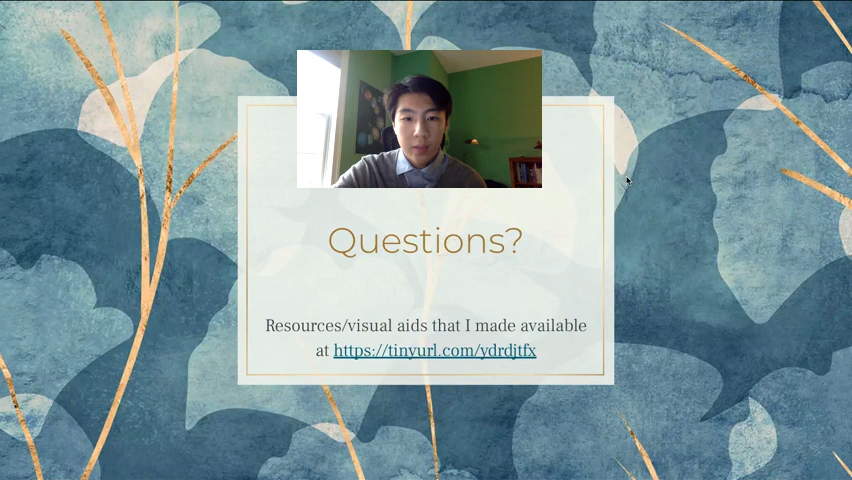 Questions?
Resources/visual aids that I made available
at https://tinyurl.com/ydrdjtfx